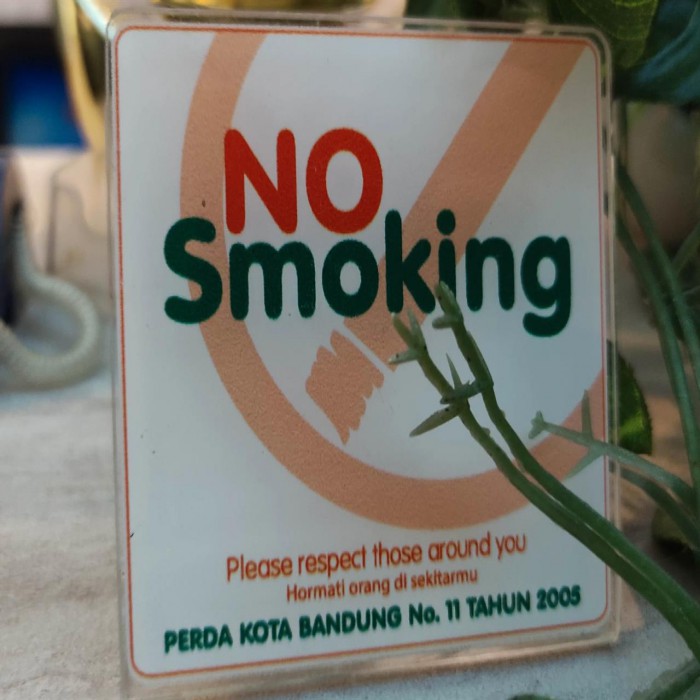 NO
Smoking
Please respect those around you
Hormati orang di sekitarmu
PERDA KOTA BANDUNG No. 11 TAHUN 2005